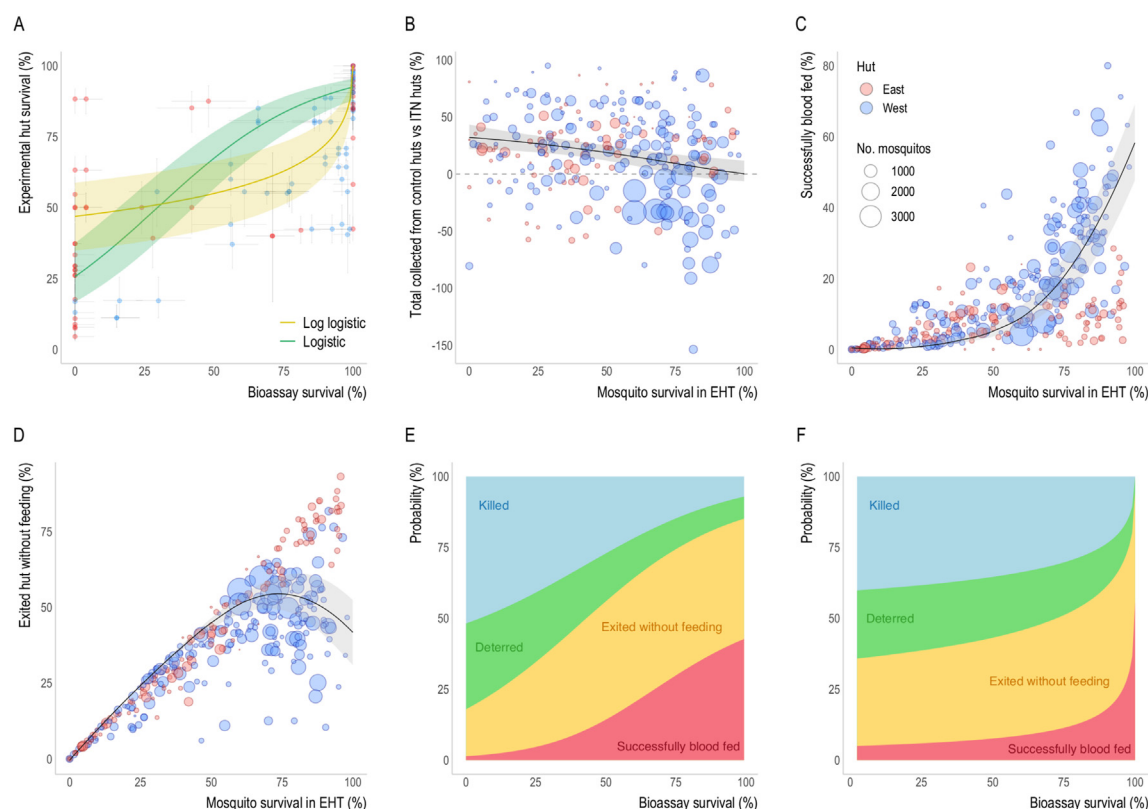 A
Experimental hut survival (%)
100
75
50
25
0
Log logistic
Logistic
0 25 50 75 100
Bioassay survival (%)
B
Total collected from control huts vs ITN huts (%)
100
50
0
-50
-100
-150
0 25 50 75 100
Mosquito survival in EHT (%)
C
Successfully blood fed (%)
80
60
40
20
0
Hut
East
West
No. mosquitos
1000
2000
3000
0 25 50 75 100
Mosquito survival in EHT (%)
D
Exited hut without feeding (%)
75
50
25
0
0 25 50 75 100
Mosquito survival in EHT (%)
E
Probability (%)
100
75
50
25
0
Killed
Deterred
Exited without feeding
Successfully blood fed
0 25 50 75 100
Bioassay survival (%)
F
Probability (%)
100
75
50
25
0
Killed
Deterred
Exited without feeding
Successfully blood fed
0 25 50 75 100
Bioassay survival (%)